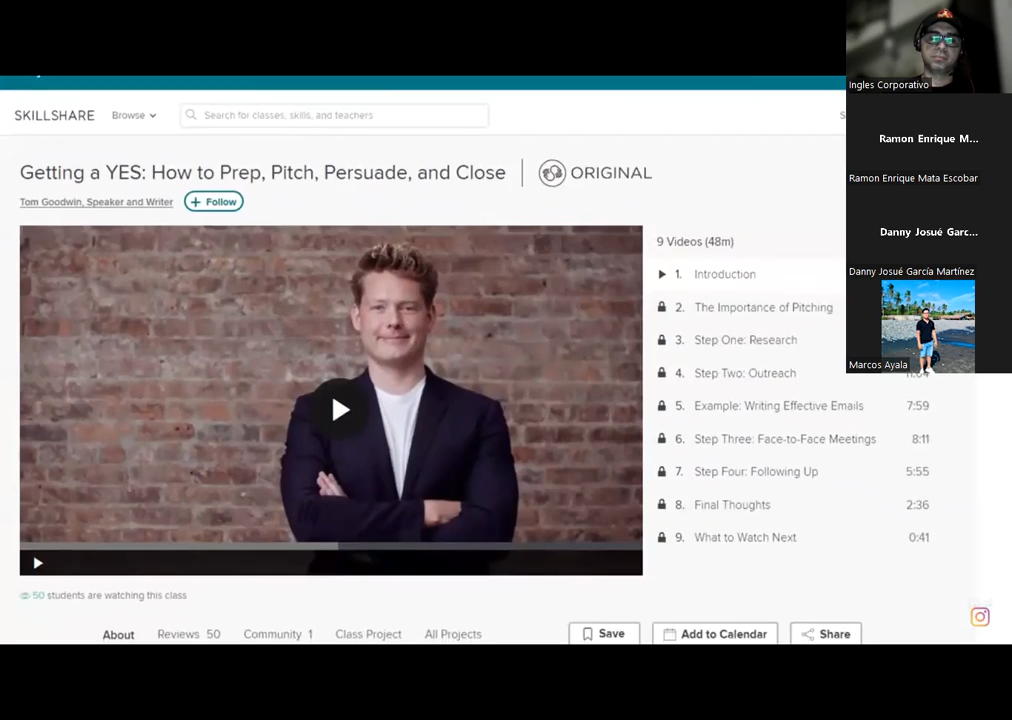 SKILLSHARE
Browse
Search for classes, skills, and teachers
S
Getting a YES: How to Prep, Pitch, Persuade, and Close
ORIGINAL
Tom Goodwin, Speaker and Writer
+ Follow
9 Videos (48m)
1. Introduction
2. The Importance of Pitching
3. Step One: Research
4. Step Two: Outreach
5. Example: Writing Effective Emails 7:59
6. Step Three: Face-to-Face Meetings 8:11
7. Step Four: Following Up 5:55
8. Final Thoughts 2:36
9. What to Watch Next 0:41
50 students are watching this class
About Reviews 50 Community 1 Class Project All Projects
Save
Add to Calendar
Share
Ingles Corporativo
Ramon Enrique M...
Ramon Enrique Mata Escobar
Danny Josué Garc...
Danny Josué García Martínez
Marcos Ayala